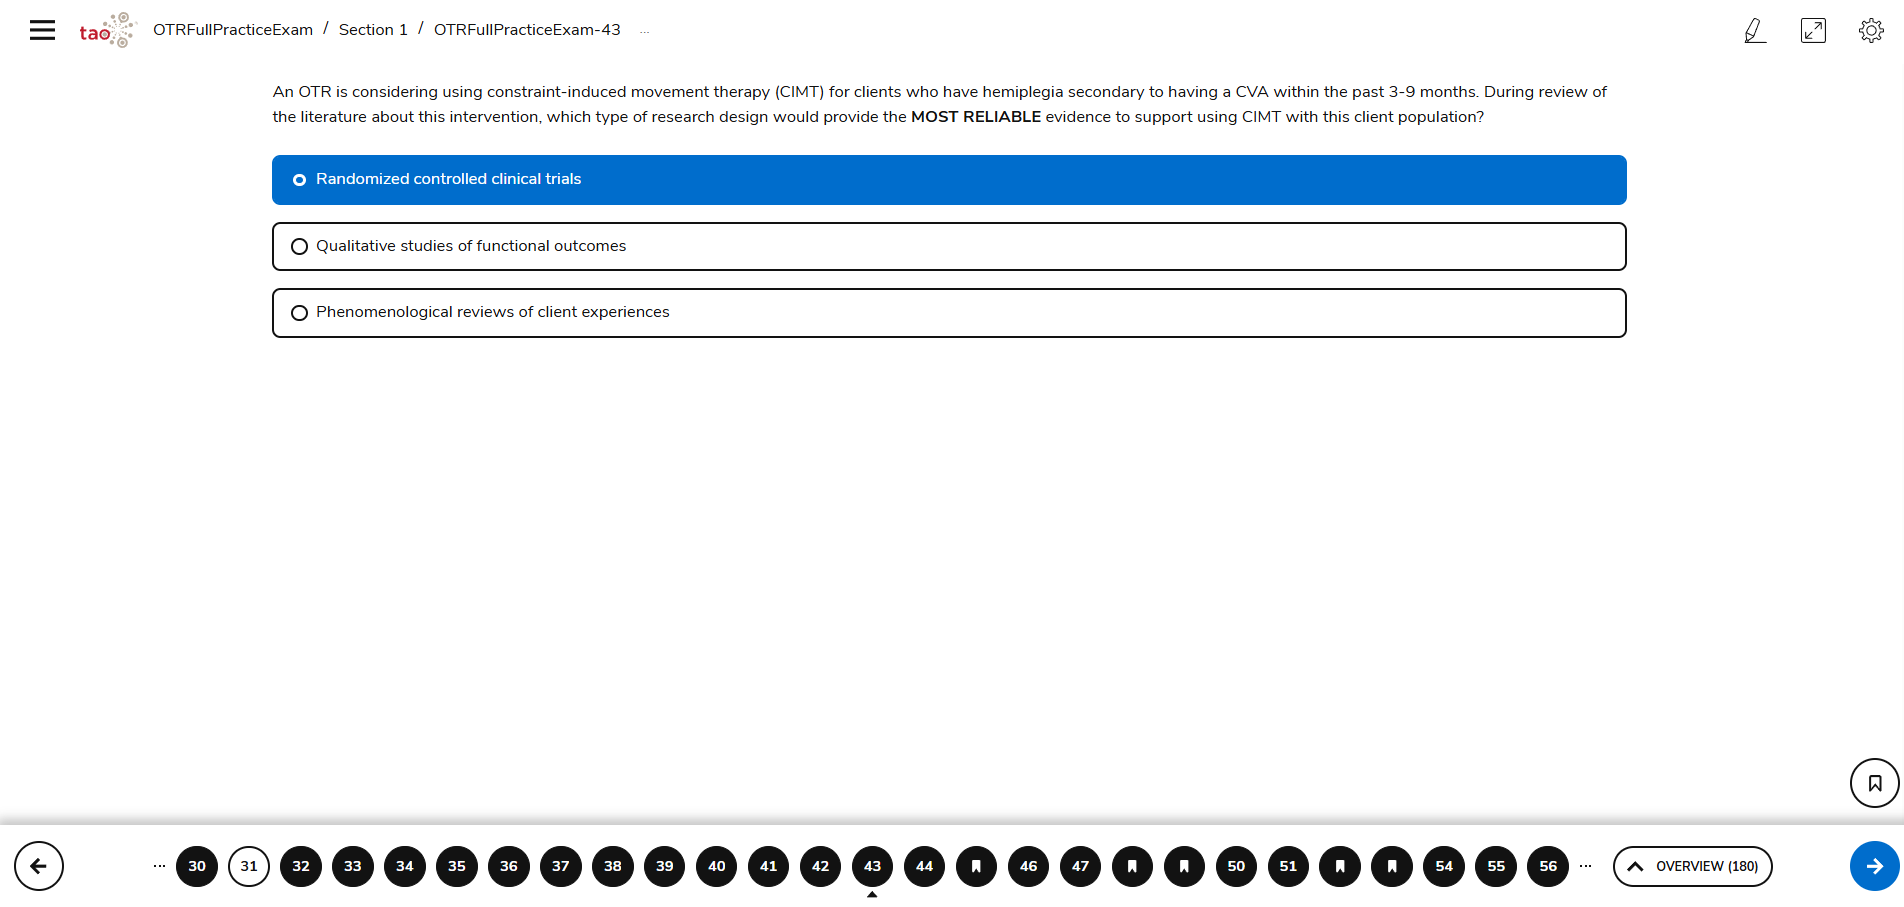 tao
OTRFullPracticeExam / Section 1 / OTRFullPracticeExam-43 ...
An OTR is considering using constraint-induced movement therapy (CIMT) for clients who have hemiplegia secondary to having a CVA within the past 3-9 months. During review of
the literature about this intervention, which type of research design would provide the MOST RELIABLE evidence to support using CIMT with this client population?
Randomized controlled clinical trials
Qualitative studies of functional outcomes
Phenomenological reviews of client experiences
... 30 31 32 33 34 35 36 37 38 39 40 41 42 43 44 46 47 50 51 54 55 56 ... OVERVIEW (180)